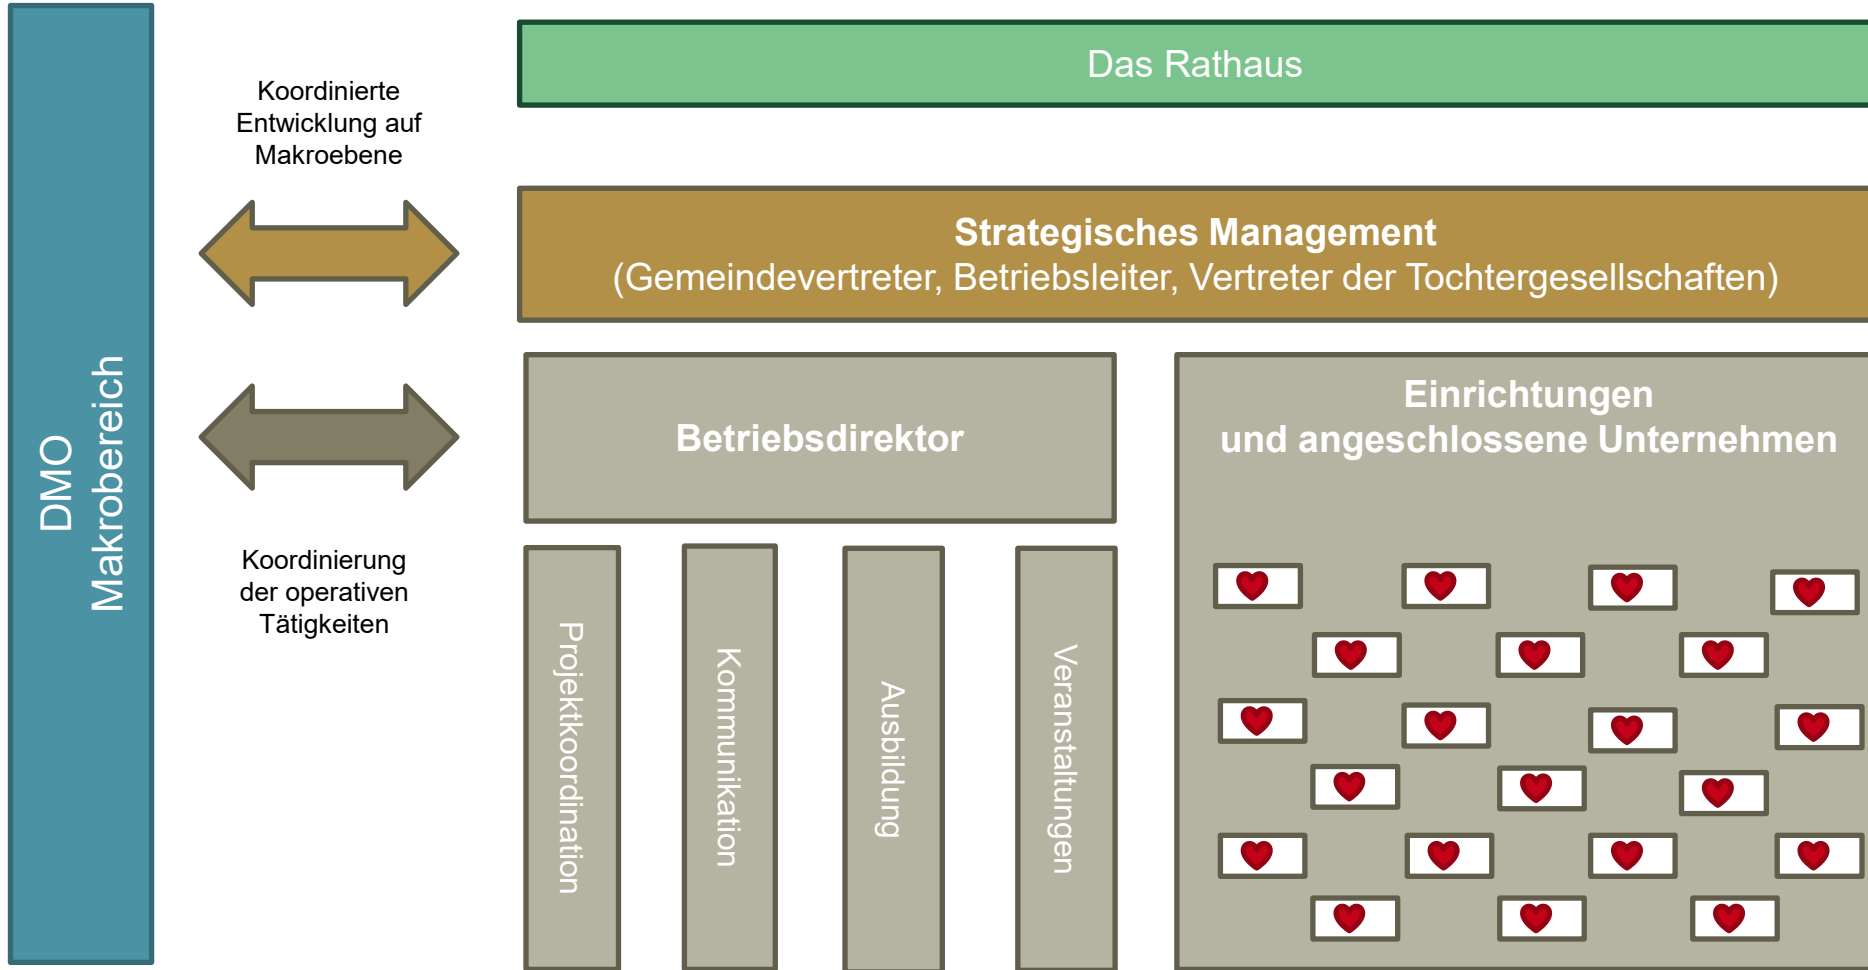 DMO
Makrobereich
Koordinierte
Entwicklung auf
Makroebene
Koordinierung
der operativen
Tätigkeiten
Das Rathaus
Strategisches Management
(Gemeindevertreter, Betriebsleiter, Vertreter der Tochtergesellschaften)
Betriebsdirektor
Projektkoordination
Kommunikation
Ausbildung
Veranstaltungen
Einrichtungen
und angeschlossene Unternehmen